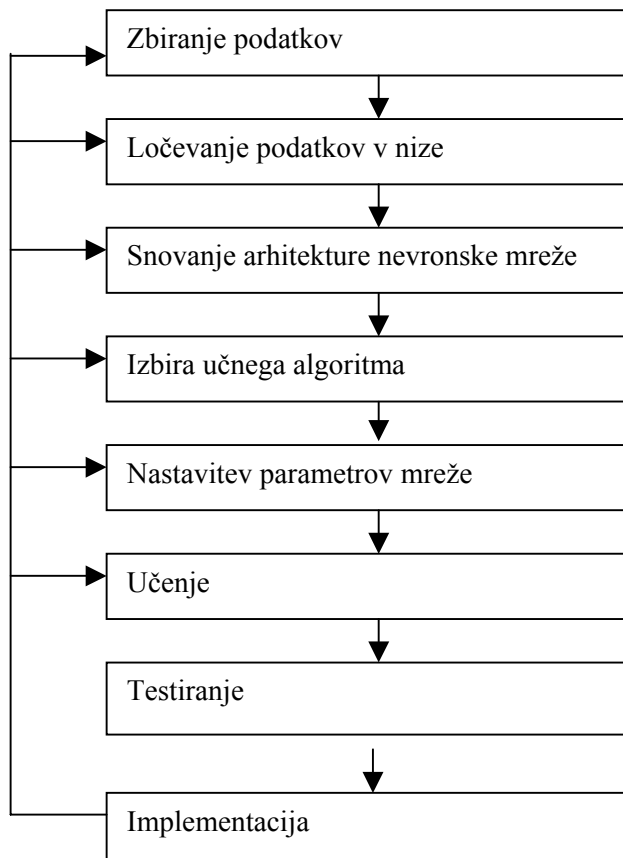 Zbiranje podatkov
Ločevanje podatkov v nize
Snovanje arhitekture nevronske mreže
Izbira učnega algoritma
Nastavitev parametrov mreže
Učenje
Testiranje
Implementacija